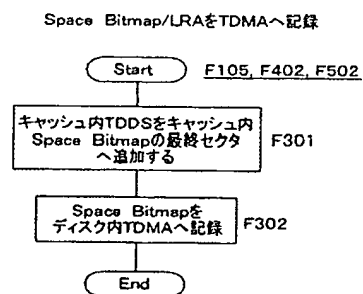 Space Bitmap/LRAをTDMAへ記録
Start
F105, F402, F502
キャッシュ内TDDSをキャッシュ内
Space Bitmapの最終セクタ
へ追加する
F301
Space Bitmapを
ディスク内TDMAへ記録
F302
End